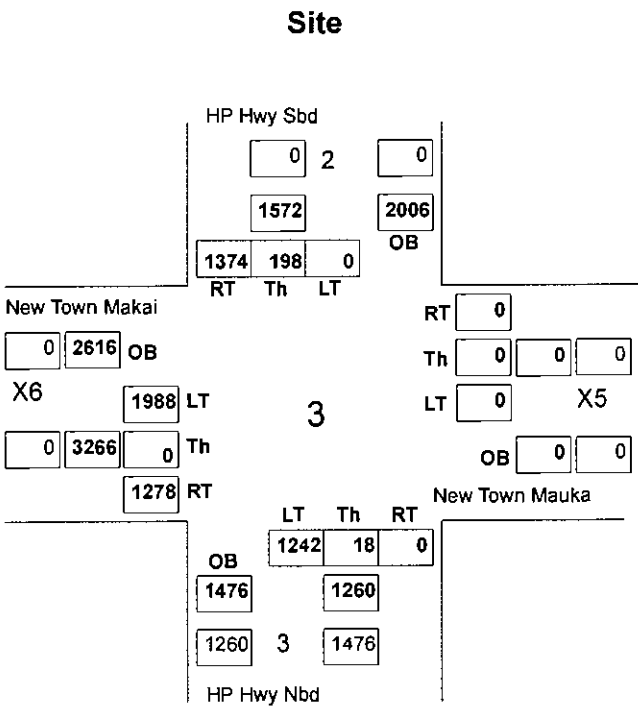 Site
HP Hwy Sbd
0 2 0
1572 2006
OB
1374 198 0
RT Th LT
New Town Makai
0 2616 OB
X6
1988 LT
0 3266 0 Th
1278 RT
3
RT 0
Th 0 0 0
LT 0 X5
OB 0 0
New Town Mauka
LT Th RT
1242 18 0
OB
1476 1260
1260 3 1476
HP Hwy Nbd